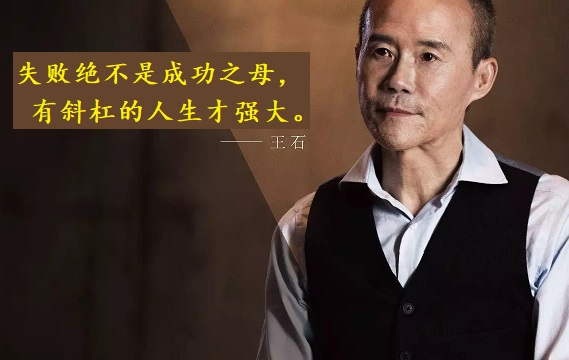 失败绝不是成功之母，
有斜杠的人生才强大。
—— 王石